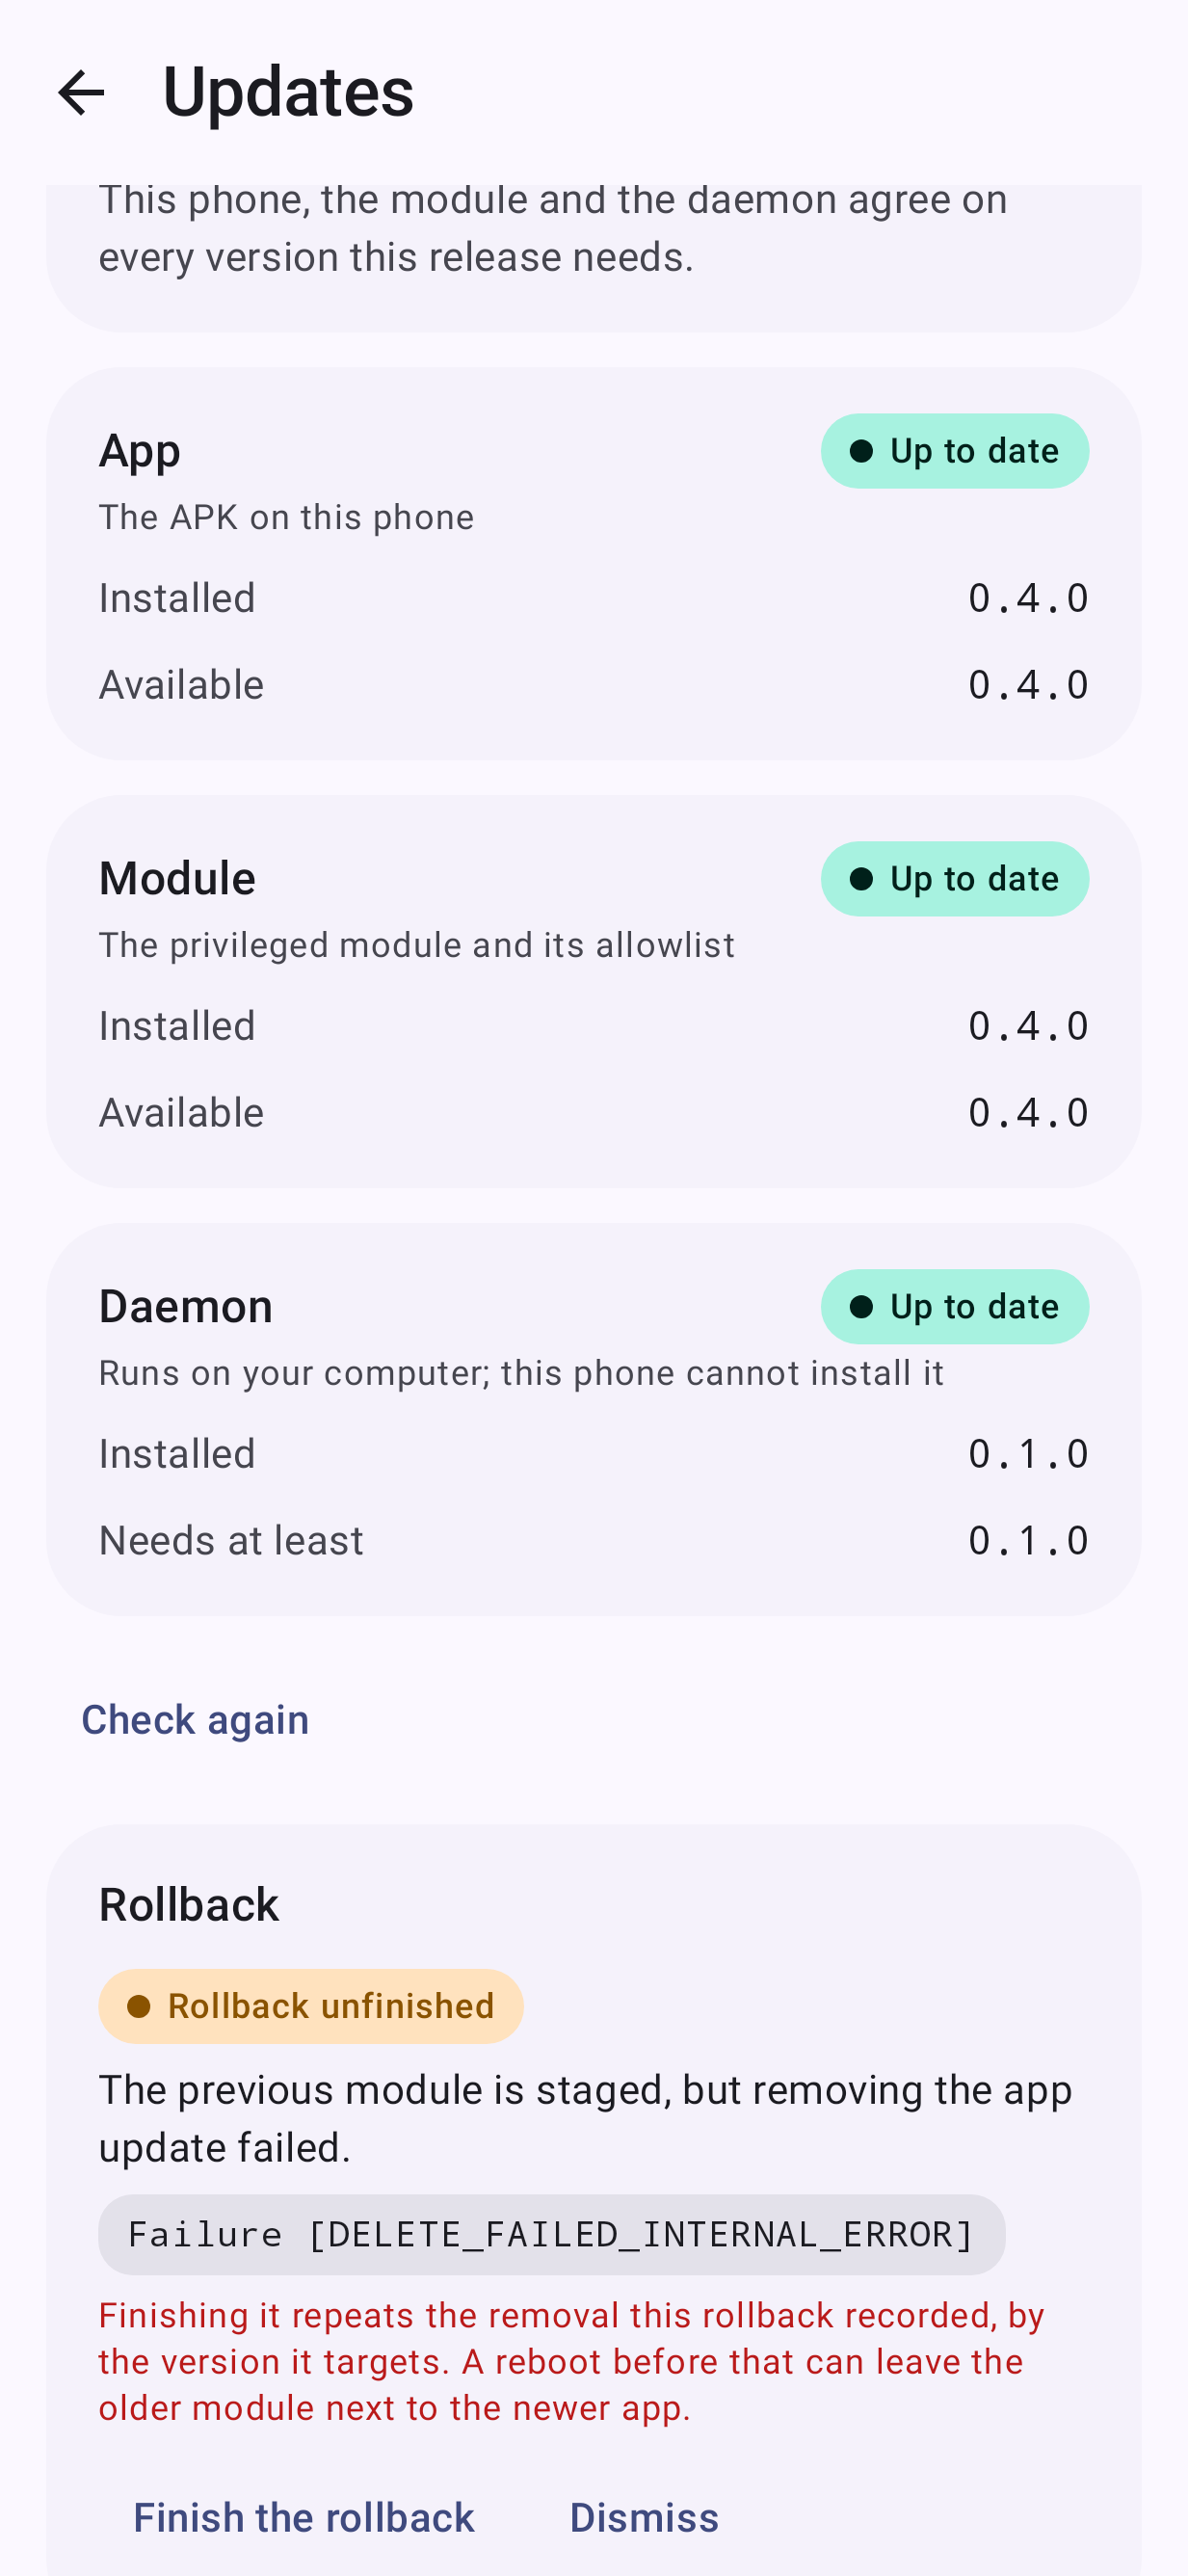 Updates
This phone, the module and the daemon agree on
every version this release needs.
App
Up to date
The APK on this phone
Installed
0.4.0
Available
0.4.0
Module
Up to date
The privileged module and its allowlist
Installed
0.4.0
Available
0.4.0
Daemon
Up to date
Runs on your computer; this phone cannot install it
Installed
0.1.0
Needs at least
0.1.0
Check again
Rollback
Rollback unfinished
The previous module is staged, but removing the app
update failed.
Failure [DELETE_FAILED_INTERNAL_ERROR]
Finishing it repeats the removal this rollback recorded, by
the version it targets. A reboot before that can leave the
older module next to the newer app.
Finish the rollback
Dismiss